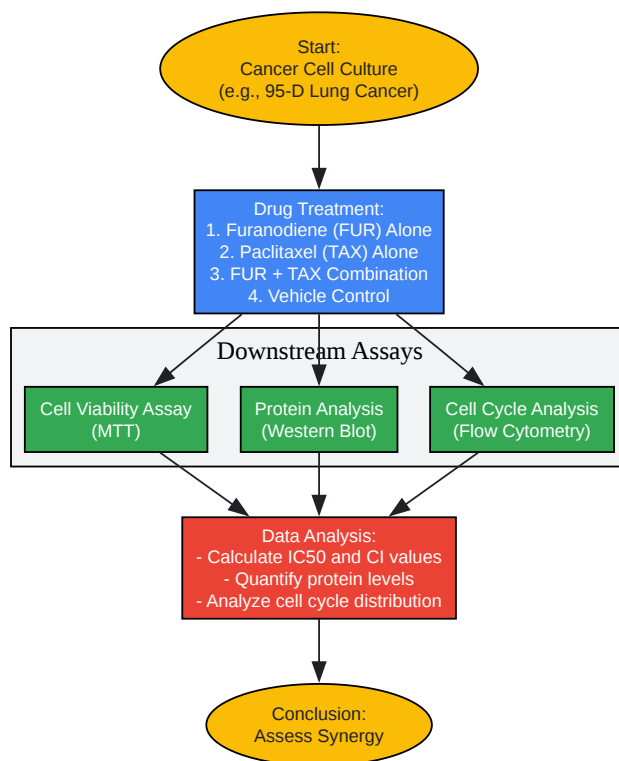 Start:
Cancer Cell Culture
(e.g., 95-D Lung Cancer)
Drug Treatment:
1. Furanodiene (FUR) Alone
2. Paclitaxel (TAX) Alone
3. FUR + TAX Combination
4. Vehicle Control
Downstream Assays
Cell Viability Assay
(MTT)
Protein Analysis
(Western Blot)
Cell Cycle Analysis
(Flow Cytometry)
Data Analysis:
- Calculate IC50 and CI values
- Quantify protein levels
- Analyze cell cycle distribution
Conclusion:
Assess Synergy